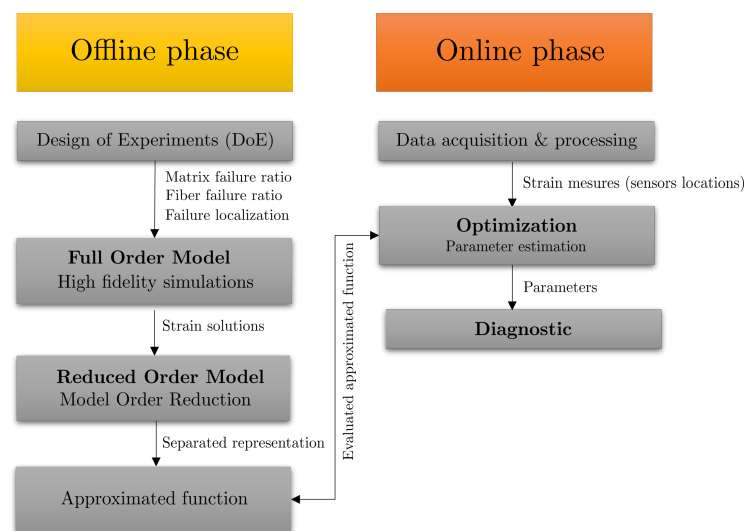 Offline phase
Design of Experiments (DoE)
Matrix failure ratio
Fiber failure ratio
Failure localization
Full Order Model
High fidelity simulations
Strain solutions
Reduced Order Model
Model Order Reduction
Separated representation
Approximated function
Evaluated approximated function
Online phase
Data acquisition & processing
Strain mesures (sensors locations)
Optimization
Parameter estimation
Parameters
Diagnostic